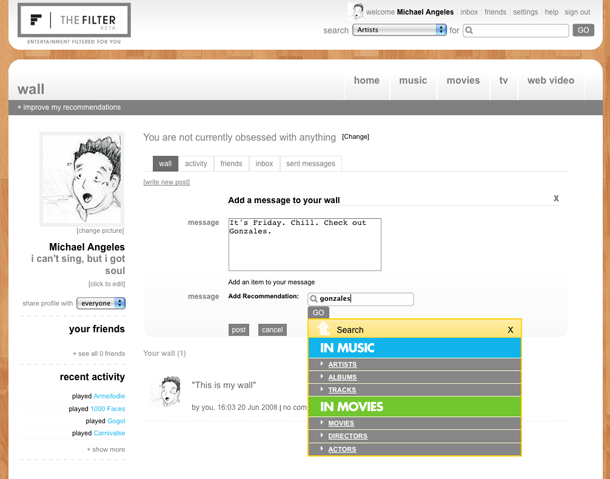 THE FILTER
BETA
ENTERTAINMENT FILTERED FOR YOU
welcome Michael Angeles | inbox | friends | settings | help | sign out
search Artists for GO
wall
home
music
movies
tv
web video
+ improve my recommendations
You are not currently obsessed with anything [Change]
wall
activity
friends
inbox
sent messages
[write new post]
Add a message to your wall X
message
It's Friday. Chill. Check out
Gonzales.
Add an item to your message
message Add Recommendation: gonzales
GO
post
cancel
Search X
IN MUSIC
ARTISTS
ALBUMS
TRACKS
IN MOVIES
MOVIES
DIRECTORS
ACTORS
Your wall (1)
"This is my wall"
by you, 16:03 20 Jun 2008 | no com
[change picture]
Michael Angeles
i can't sing, but i got
soul
[click to edit]
share profile with everyone
your friends
+ see all 0 friends
recent activity
played Armellodie
played 1000 Faces
played Gogol
played Carnivalse
+ show more